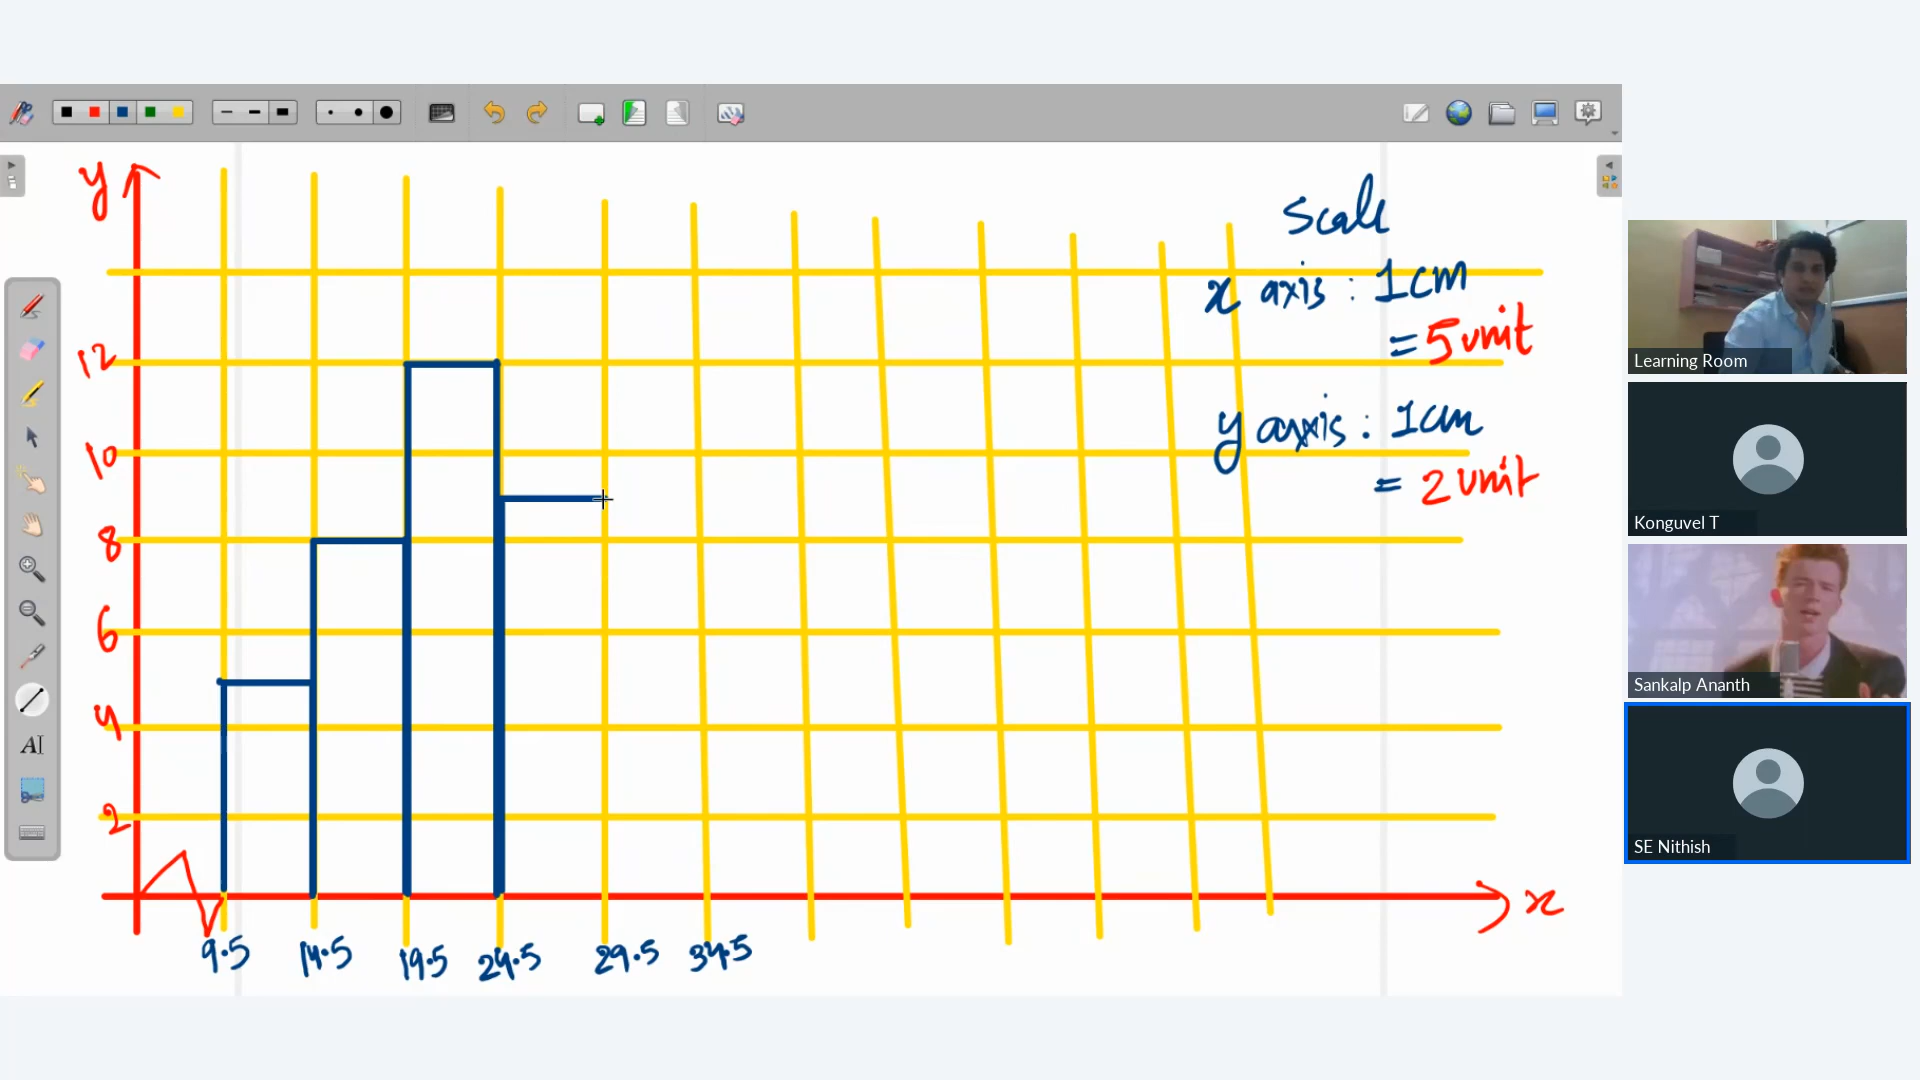 y
Scale
x axis : 1cm
= 5 unit
12
y axis : 1cm
10
= 2 unit
8
6
4
2
x
9.5 14.5 19.5 24.5 29.5 34.5
AI
Learning Room
Konguvel T
Sankalp Ananth
SE Nithish